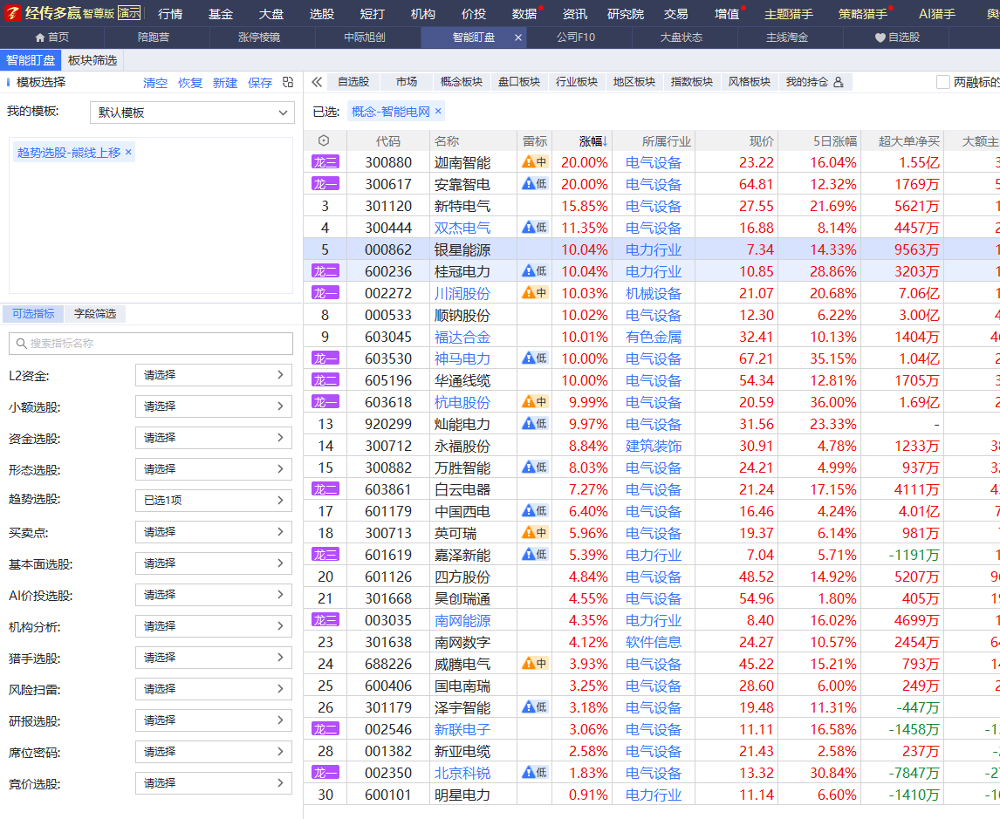 经传多赢 智尊版 演示 行情 基金 大盘 选股 短打 机构 价投 数据 资讯 研究院 交易 增值 主题猎手 策略猎手 AI猎手
首页 陪跑营 涨停棱镜 中际旭创 智能盯盘 × 公司F10 大盘状态 主线淘金 自选股
智能盯盘 板块筛选
模板选择 清空 恢复 新建 保存 自选股 市场 概念板块 盘口板块 行业板块 地区板块 指数板块 风格板块 我的持仓 两融标的
我的模板: 默认模板 已选: 概念-智能电网 ×
趋势选股-能线上移 ×
代码 名称 雷标 涨幅↓ 所属行业 现价 5日涨幅 超大单净买 大额主
龙三 300880 迦南智能 中 20.00% 电气设备 23.22 16.04% 1.55亿
龙一 300617 安靠智电 低 20.00% 电气设备 64.81 12.32% 1769万
3 301120 新特电气 15.85% 电气设备 27.55 21.69% 5621万
4 300444 双杰电气 低 11.35% 电气设备 16.88 8.14% 4457万
5 000862 银星能源 10.04% 电力行业 7.34 14.33% 9563万
龙二 600236 桂冠电力 低 10.04% 电力行业 10.85 28.86% 3203万
龙一 002272 川润股份 中 10.03% 机械设备 21.07 20.68% 7.06亿
8 000533 顺钠股份 10.02% 电气设备 12.30 6.22% 3.00亿
9 603045 福达合金 10.01% 有色金属 32.41 10.13% 1404万
龙一 603530 神马电力 低 10.00% 电气设备 67.21 35.15% 1.04亿
龙二 605196 华通线缆 10.00% 电气设备 54.34 12.81% 1705万
龙一 603618 杭电股份 中 9.99% 电气设备 20.59 36.00% 1.69亿
13 920299 灿能电力 低 9.97% 电气设备 31.56 23.33% -
14 300712 永福股份 8.84% 建筑装饰 30.91 4.78% 1233万
15 300882 万胜智能 低 8.03% 电气设备 24.21 4.99% 937万
龙二 603861 白云电器 7.27% 电气设备 21.24 17.15% 4111万
17 601179 中国西电 低 6.40% 电气设备 16.46 4.24% 4.01亿
18 300713 英可瑞 中 5.96% 电气设备 19.37 6.14% 981万
龙三 601619 嘉泽新能 低 5.39% 电力行业 7.04 5.71% -1191万
20 601126 四方股份 4.84% 电气设备 48.52 14.92% 5207万
21 301668 昊创瑞通 4.55% 电气设备 54.96 1.80% 405万
龙三 003035 南网能源 4.35% 电力行业 8.40 16.02% 4699万
23 301638 南网数字 4.12% 软件信息 24.27 10.57% 2454万
24 688226 威腾电气 中 3.93% 电气设备 45.22 15.21% 793万
25 600406 国电南瑞 3.25% 电气设备 28.60 6.00% 249万
26 301179 泽宇智能 低 3.18% 电气设备 19.48 11.31% -447万
龙二 002546 新联电子 3.06% 电气设备 11.11 16.58% -1458万
28 001382 新亚电缆 2.58% 电气设备 21.43 2.58% 237万
龙一 002350 北京科锐 低 1.83% 电气设备 13.32 30.84% -7847万
30 600101 明星电力 0.91% 电力行业 11.14 6.60% -1410万
可选指标 字段筛选
搜索指标名称
L2资金: 请选择
小额选股: 请选择
资金选股: 请选择
形态选股: 请选择
趋势选股: 已选1项
买卖点: 请选择
基本面选股: 请选择
AI价投选股: 请选择
机构分析: 请选择
猎手选股: 请选择
风险扫雷: 请选择
研报选股: 请选择
席位密码: 请选择
竞价选股: 请选择